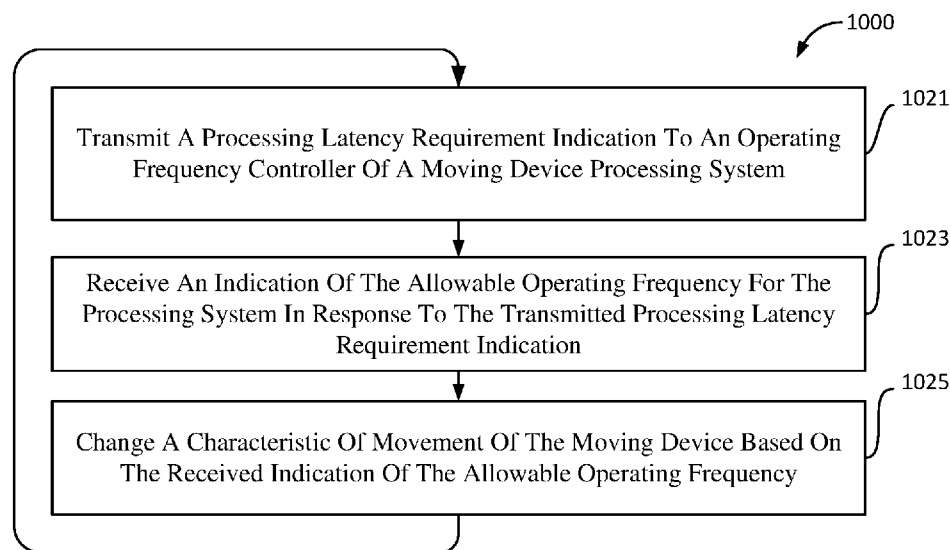 1000
Transmit A Processing Latency Requirement Indication To An Operating
Frequency Controller Of A Moving Device Processing System
1021
Receive An Indication Of The Allowable Operating Frequency For The
Processing System In Response To The Transmitted Processing Latency
Requirement Indication
1023
Change A Characteristic Of Movement Of The Moving Device Based On
The Received Indication Of The Allowable Operating Frequency
1025